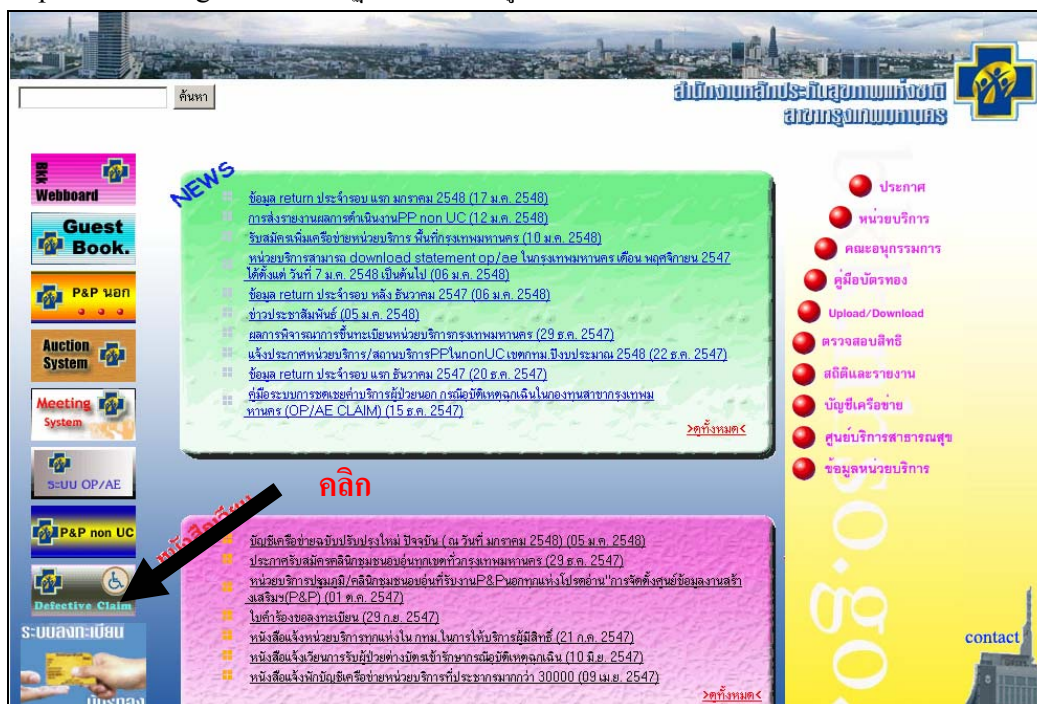 ค้นหา
สำนักงานหลักประกันสุขภาพแห่งชาติ
สาขากรุงเทพมหานคร
BKK
Webboard
Guest
Book.
P&P นอก
Auction
System
Meeting
System
ระบบ OP/AE
P&P non UC
Defective Claim
ระบบลงทะเบียน
บัตรทอง
NEWS
ข้อมูล return ประจำรอบ แรก มกราคม 2548 (17 ม.ค. 2548)
การส่งรายงานผลการดำเนินงานPP non UC (12 ม.ค. 2548)
รับสมัครเพิ่มเครือข่ายหน่วยบริการ พื้นที่กรุงเทพมหานคร (10 ม.ค. 2548)
หน่วยบริการสามารถ download statement op/ae ในกรุงเทพมหานคร เดือน พฤศจิกายน 2547
ได้ตั้งแต่ วันที่ 7 ม.ค. 2548 เป็นต้นไป (06 ม.ค. 2548)
ข้อมูล return ประจำรอบ หลัง ธันวาคม 2547 (06 ม.ค. 2548)
ข่าวประชาสัมพันธ์ (05 ม.ค. 2548)
ผลการพิจารณาการขึ้นทะเบียนหน่วยบริการกรุงเทพมหานคร (29 ธ.ค. 2547)
แจ้งประกาศหน่วยบริการ/สถานบริการPPในnonUC เขตกทม.ปีงบประมาณ 2548 (22 ธ.ค. 2547)
ข้อมูล return ประจำรอบ แรก ธันวาคม 2547 (20 ธ.ค. 2547)
คู่มือระบบการชดเชยค่าบริการผู้ป่วยนอก กรณีอุบัติเหตุฉุกเฉินในกองทุนสาขากรุงเทพม
หานคร (OP/AE CLAIM) (15 ธ.ค. 2547)
>ดูทั้งหมด<
คลิก
หนังสือเวียน
บัญชีเครือข่ายฉบับปรับปรุงใหม่ ปัจจุบัน ( ณ วันที่ มกราคม 2548) (05 ม.ค. 2548)
ประกาศรับสมัครคลินิกชุมชนอบอุ่นทุกเขตทั่วกรุงเทพมหานคร (29 ธ.ค. 2547)
หน่วยบริการปฐมภูมิ/คลินิกชุมชนอบอุ่นที่รับงานP&Pนอกทุกแห่งโปรดอ่าน"การจัดตั้งศูนย์ข้อมูลงานสร้า
งเสริมฯ(P&P) (01 ต.ค. 2547)
ใบคำร้องขอลงทะเบียน (29 ก.ย. 2547)
หนังสือแจ้งหน่วยบริการทุกแห่งใน กทม.ในการให้บริการผู้มีสิทธิ์ (21 ก.ค. 2547)
หนังสือแจ้งเวียนการรับผู้ป่วยต่างบัตรเข้ารักษากรณีอุบัติเหตุฉุกเฉิน (10 มิ.ย. 2547)
หนังสือแจ้งพักบัญชีเครือข่ายหน่วยบริการที่ประชากรมากกว่า 30000 (09 เม.ย. 2547)
>ดูทั้งหมด<
ประกาศ
หน่วยบริการ
คณะอนุกรรมการ
คู่มือบัตรทอง
Upload/Download
ตรวจสอบสิทธิ
สถิติและรายงาน
บัญชีเครือข่าย
ศูนย์บริการสาธารณสุข
ข้อมูลหน่วยบริการ
contact